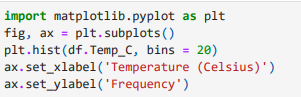 import matplotlib.pyplot as plt
fig, ax = plt.subplots()
plt.hist(df.Temp_C, bins = 20)
ax.set_xlabel('Temperature (Celsius)')
ax.set_ylabel('Frequency')